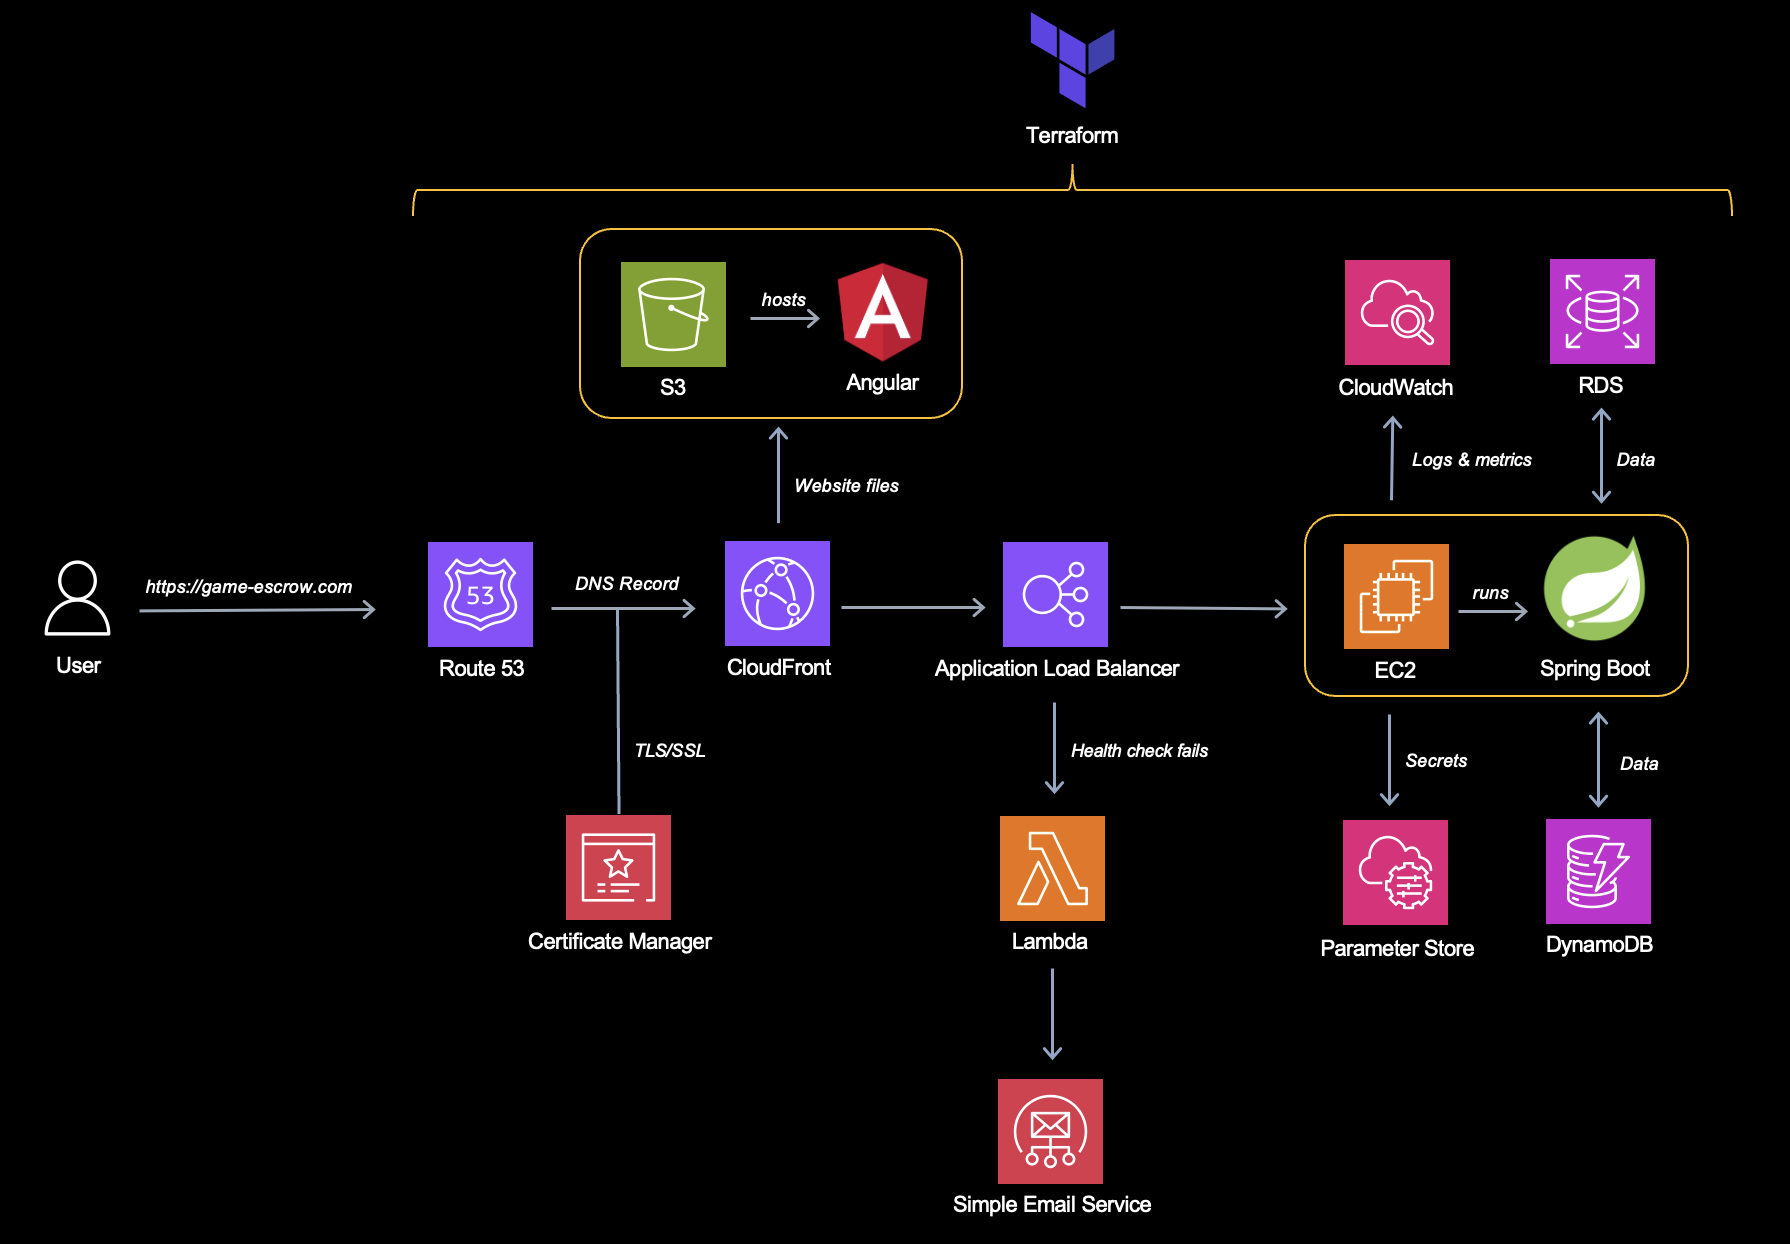 Terraform
hosts
S3
Angular
CloudWatch
RDS
Website files
Logs & metrics
Data
https://game-escrow.com
53
DNS Record
runs
User
Route 53
CloudFront
Application Load Balancer
EC2
Spring Boot
TLS/SSL
Health check fails
Secrets
Data
Certificate Manager
Lambda
Parameter Store
DynamoDB
Simple Email Service